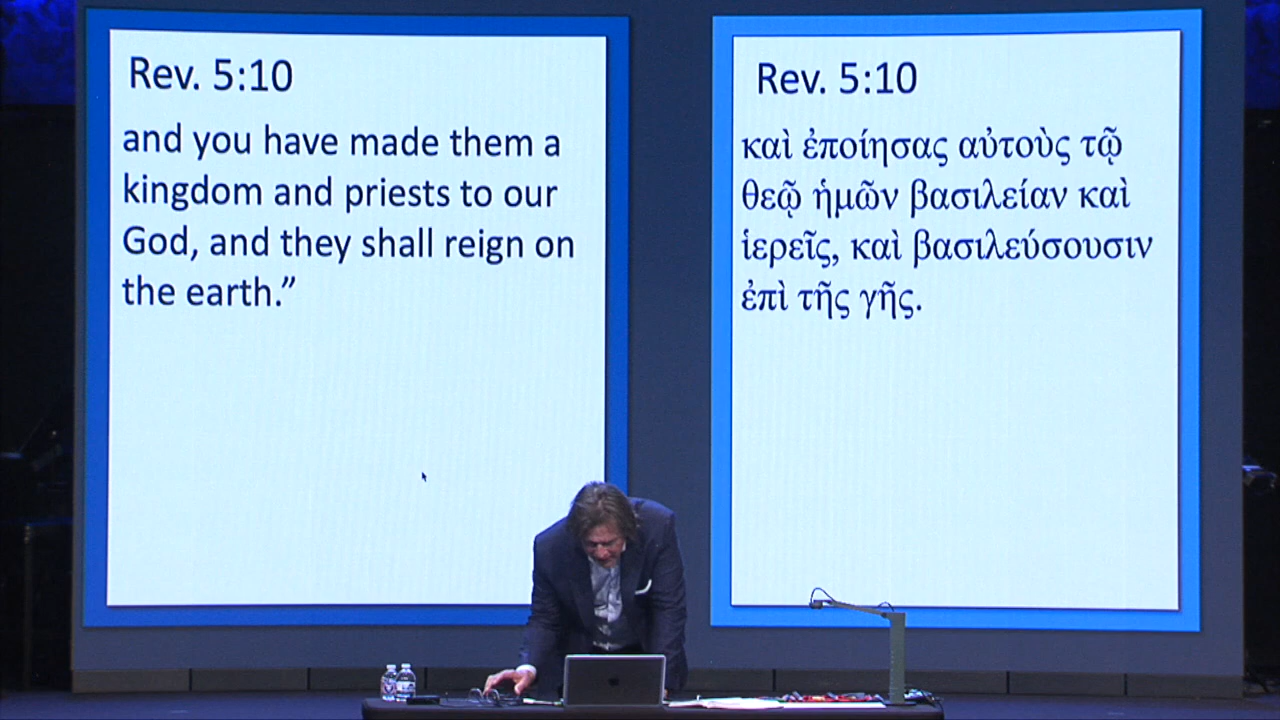 Rev. 5:10
and you have made them a
kingdom and priests to our
God, and they shall reign on
the earth.”
Rev. 5:10
καὶ ἐποίησας αὐτοὺς τῷ
θεῷ ἡμῶν βασιλείαν καὶ
ἱερεῖς, καὶ βασιλεύσουσιν
ἐπὶ τῆς γῆς.